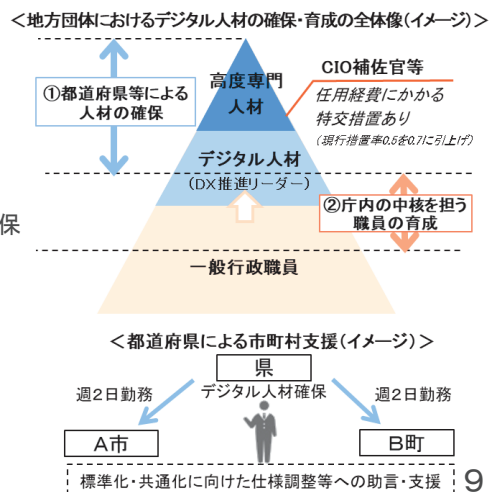 ＜地方団体におけるデジタル人材の確保・育成の全体像（イメージ）＞
高度専門
人材
CIO補佐官等
任用経費にかかる
特交措置あり
（現行措置率0.5を0.7に引上げ）
①都道府県等による
人材の確保
デジタル人材
（DX推進リーダー）
②庁内の中核を担う
職員の育成
保
一般行政職員
＜都道府県による市町村支援（イメージ）＞
県
デジタル人材確保
週２日勤務
週２日勤務
A市
B町
標準化・共通化に向けた仕様調整等への助言・支援
9